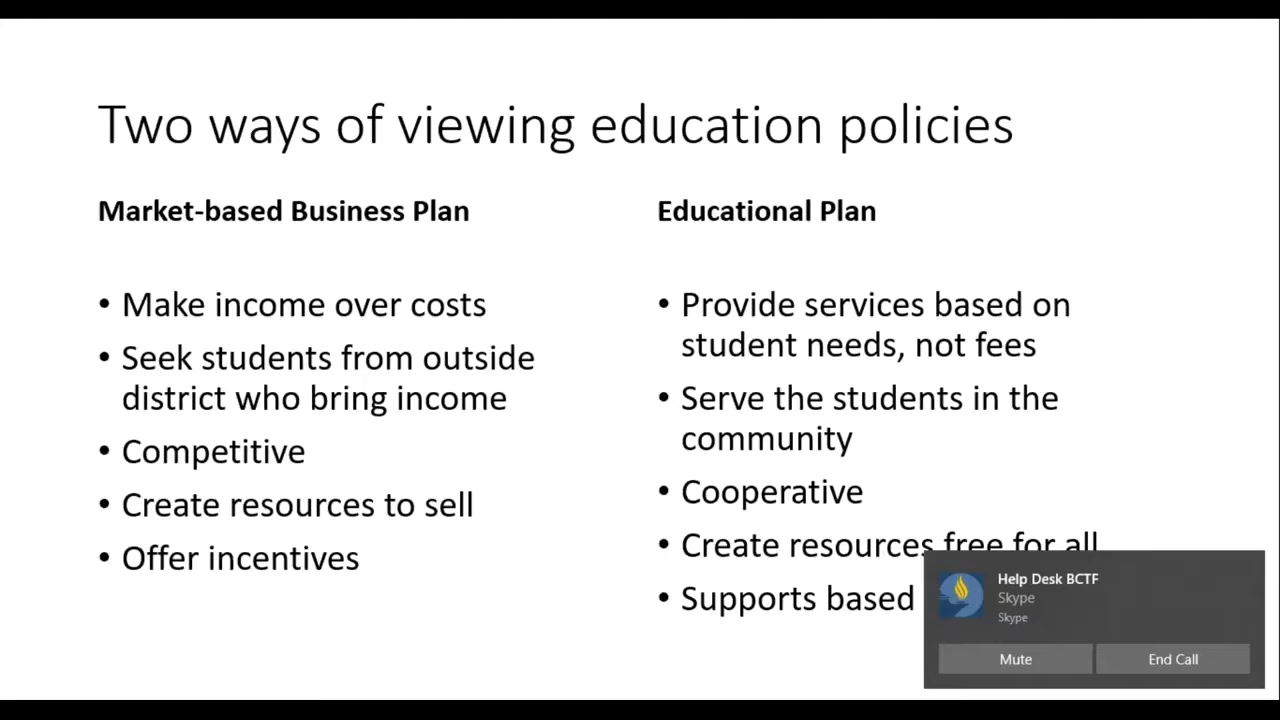 Two ways of viewing education policies
Market-based Business Plan
• Make income over costs
• Seek students from outside
district who bring income
• Competitive
• Create resources to sell
• Offer incentives
Educational Plan
• Provide services based on
student needs, not fees
• Serve the students in the
community
• Cooperative
• Create resources free for all
• Supports based
Help Desk BCTF
Skype
Skype
Mute
End Call